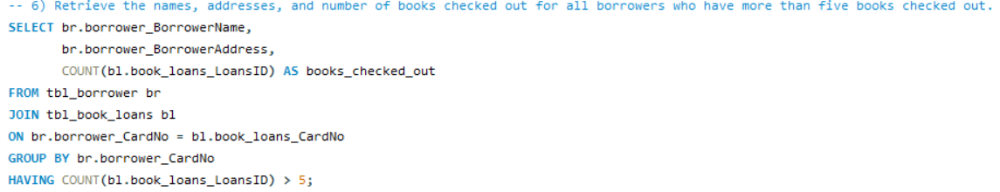 -- 6) Retrieve the names, addresses, and number of books checked out for all borrowers who have more than five books checked out.
SELECT br.borrower_BorrowerName,
br.borrower_BorrowerAddress,
COUNT(bl.book_loans_LoansID) AS books_checked_out
FROM tbl_borrower br
JOIN tbl_book_loans bl
ON br.borrower_CardNo = bl.book_loans_CardNo
GROUP BY br.borrower_CardNo
HAVING COUNT(bl.book_loans_LoansID) > 5;